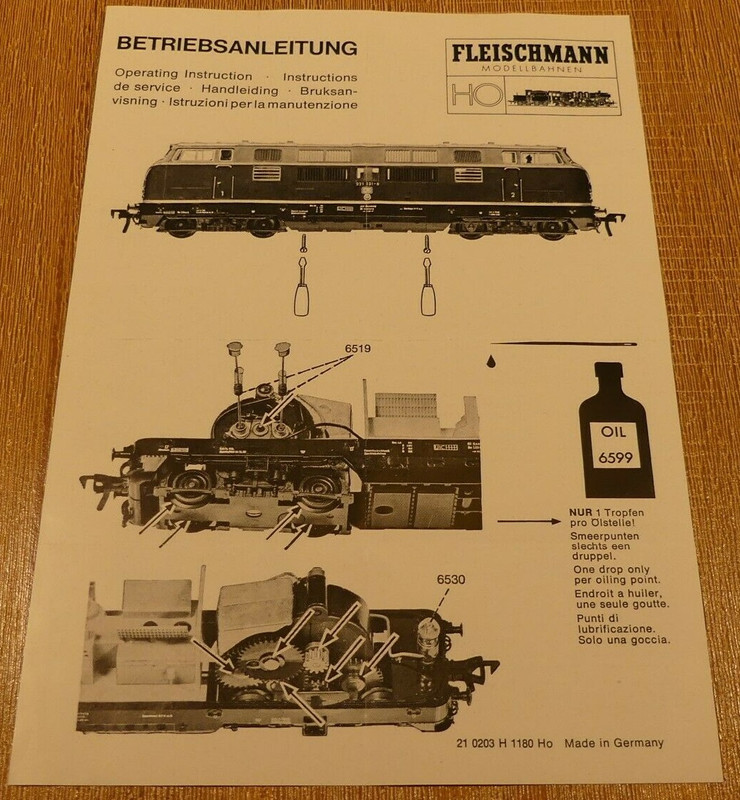 BETRIEBSANLEITUNG
Operating Instruction · Instructions
de service · Handleiding · Bruksan-
visning · Istruzioni per la manutenzione
FLEISCHMANN
MODELLBAHNEN
HO
2
6519
OIL
6599
NUR 1 Tropfen
pro Ölstelle!
Smeerpunten
slechts een
druppel.
One drop only
per oiling point.
Endroit a huiler,
une seule goutte.
Punti di
lubrificazione.
Solo una goccia.
6530
21 0203 H 1180 Ho Made in Germany